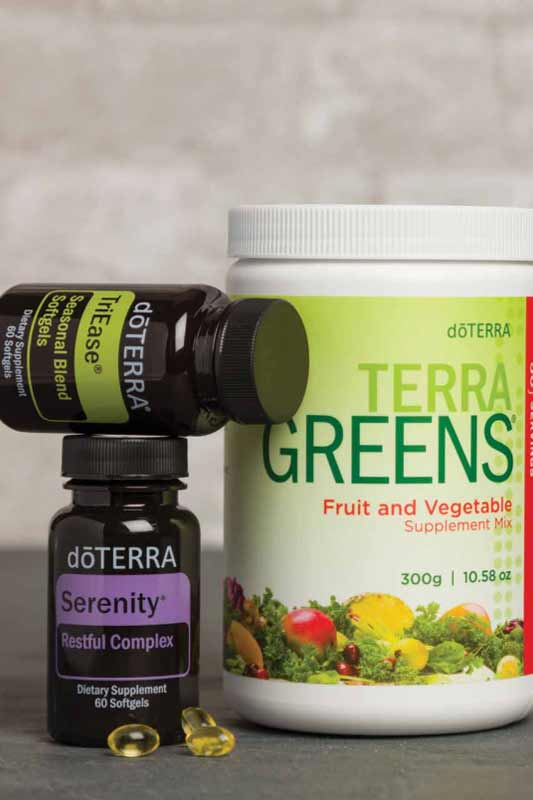 dōTERRA®
TriEase®
Seasonal Blend
Softgels
Dietary Supplement
60 Softgels
dōTERRA
Serenity®
Restful Complex
Dietary Supplement
60 Softgels
dōTERRA
TERRA
GREENS®
Fruit and Vegetable
Supplement Mix
300g | 10.58 oz
SERVINGS